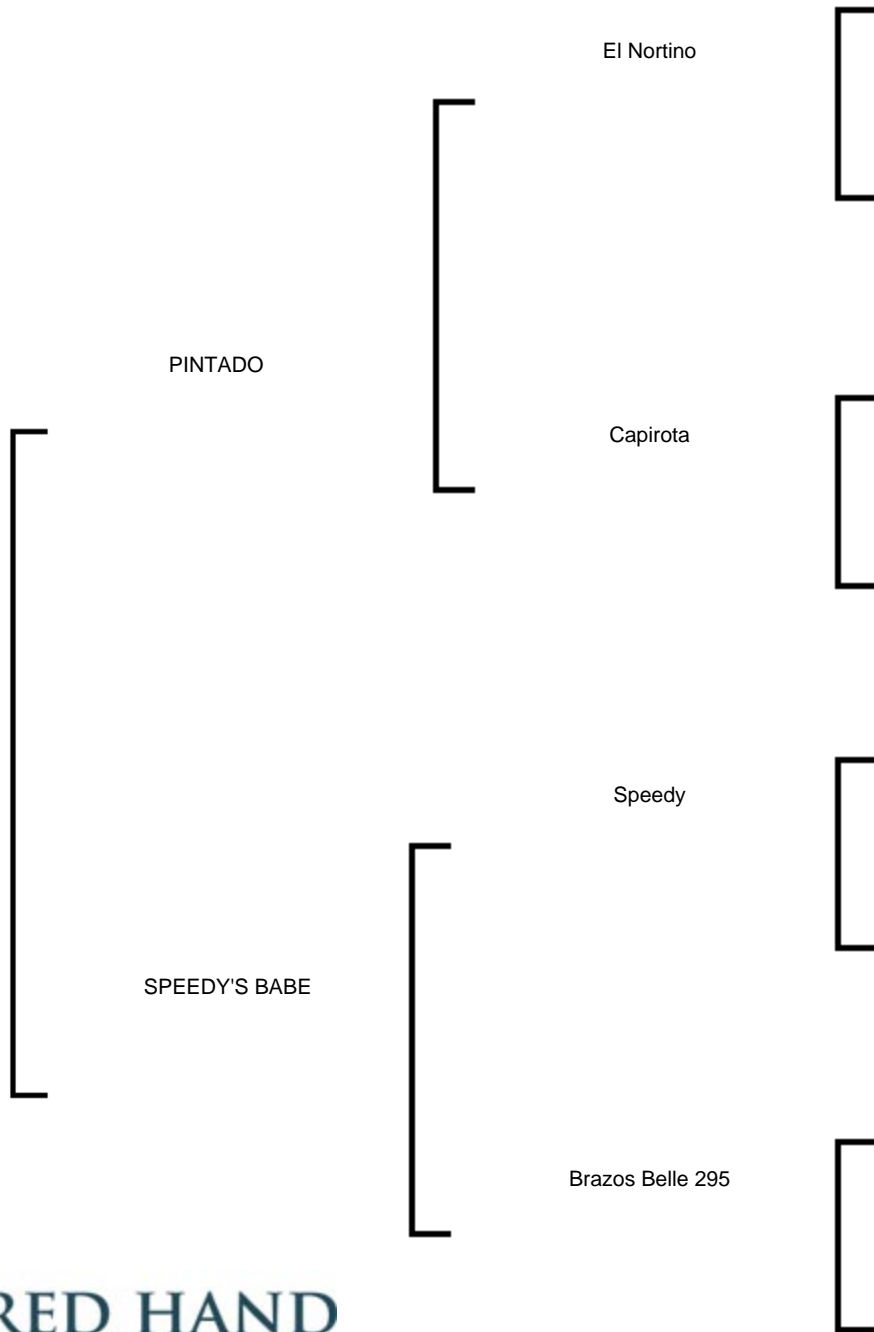 El Nortino
PINTADO
Capirota
Speedy
SPEEDY'S BABE
Brazos Belle 295
RED HAND